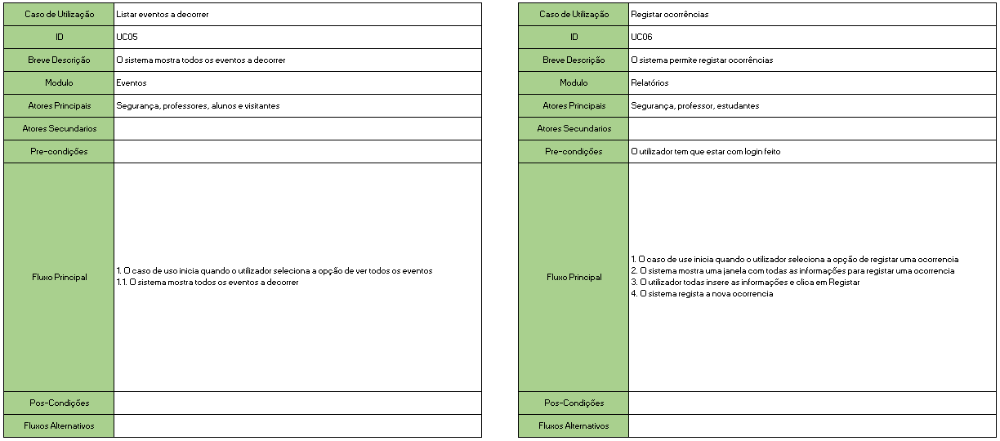 Caso de Utilização Listar eventos a decorrer
ID UC05
Breve Descrição O sistema mostra todos os eventos a decorrer
Modulo Eventos
Atores Principais Segurança, professores, alunos e visitantes
Atores Secundarios
Pre-condições
Fluxo Principal
1. O caso de uso inicia quando o utilizador seleciona a opção de ver todos os eventos
1.1. O sistema mostra todos os eventos a decorrer
Pos-Condições
Fluxos Alternativos
Caso de Utilização Registar ocorrências
ID UC06
Breve Descrição O sistema permite registar ocorrências
Modulo Relatórios
Atores Principais Segurança, professor, estudantes
Atores Secundarios
Pre-condições O utilizador tem que estar com login feito
Fluxo Principal
1. O caso de use inicia quando o utilizador seleciona a opção de registar uma ocorrencia
2. O sistema mostra uma janela com todas as informações para registar uma ocorrencia
3. O utilizador todas insere as informações e clica em Registar
4. O sistema regista a nova ocorrencia
Pos-Condições
Fluxos Alternativos